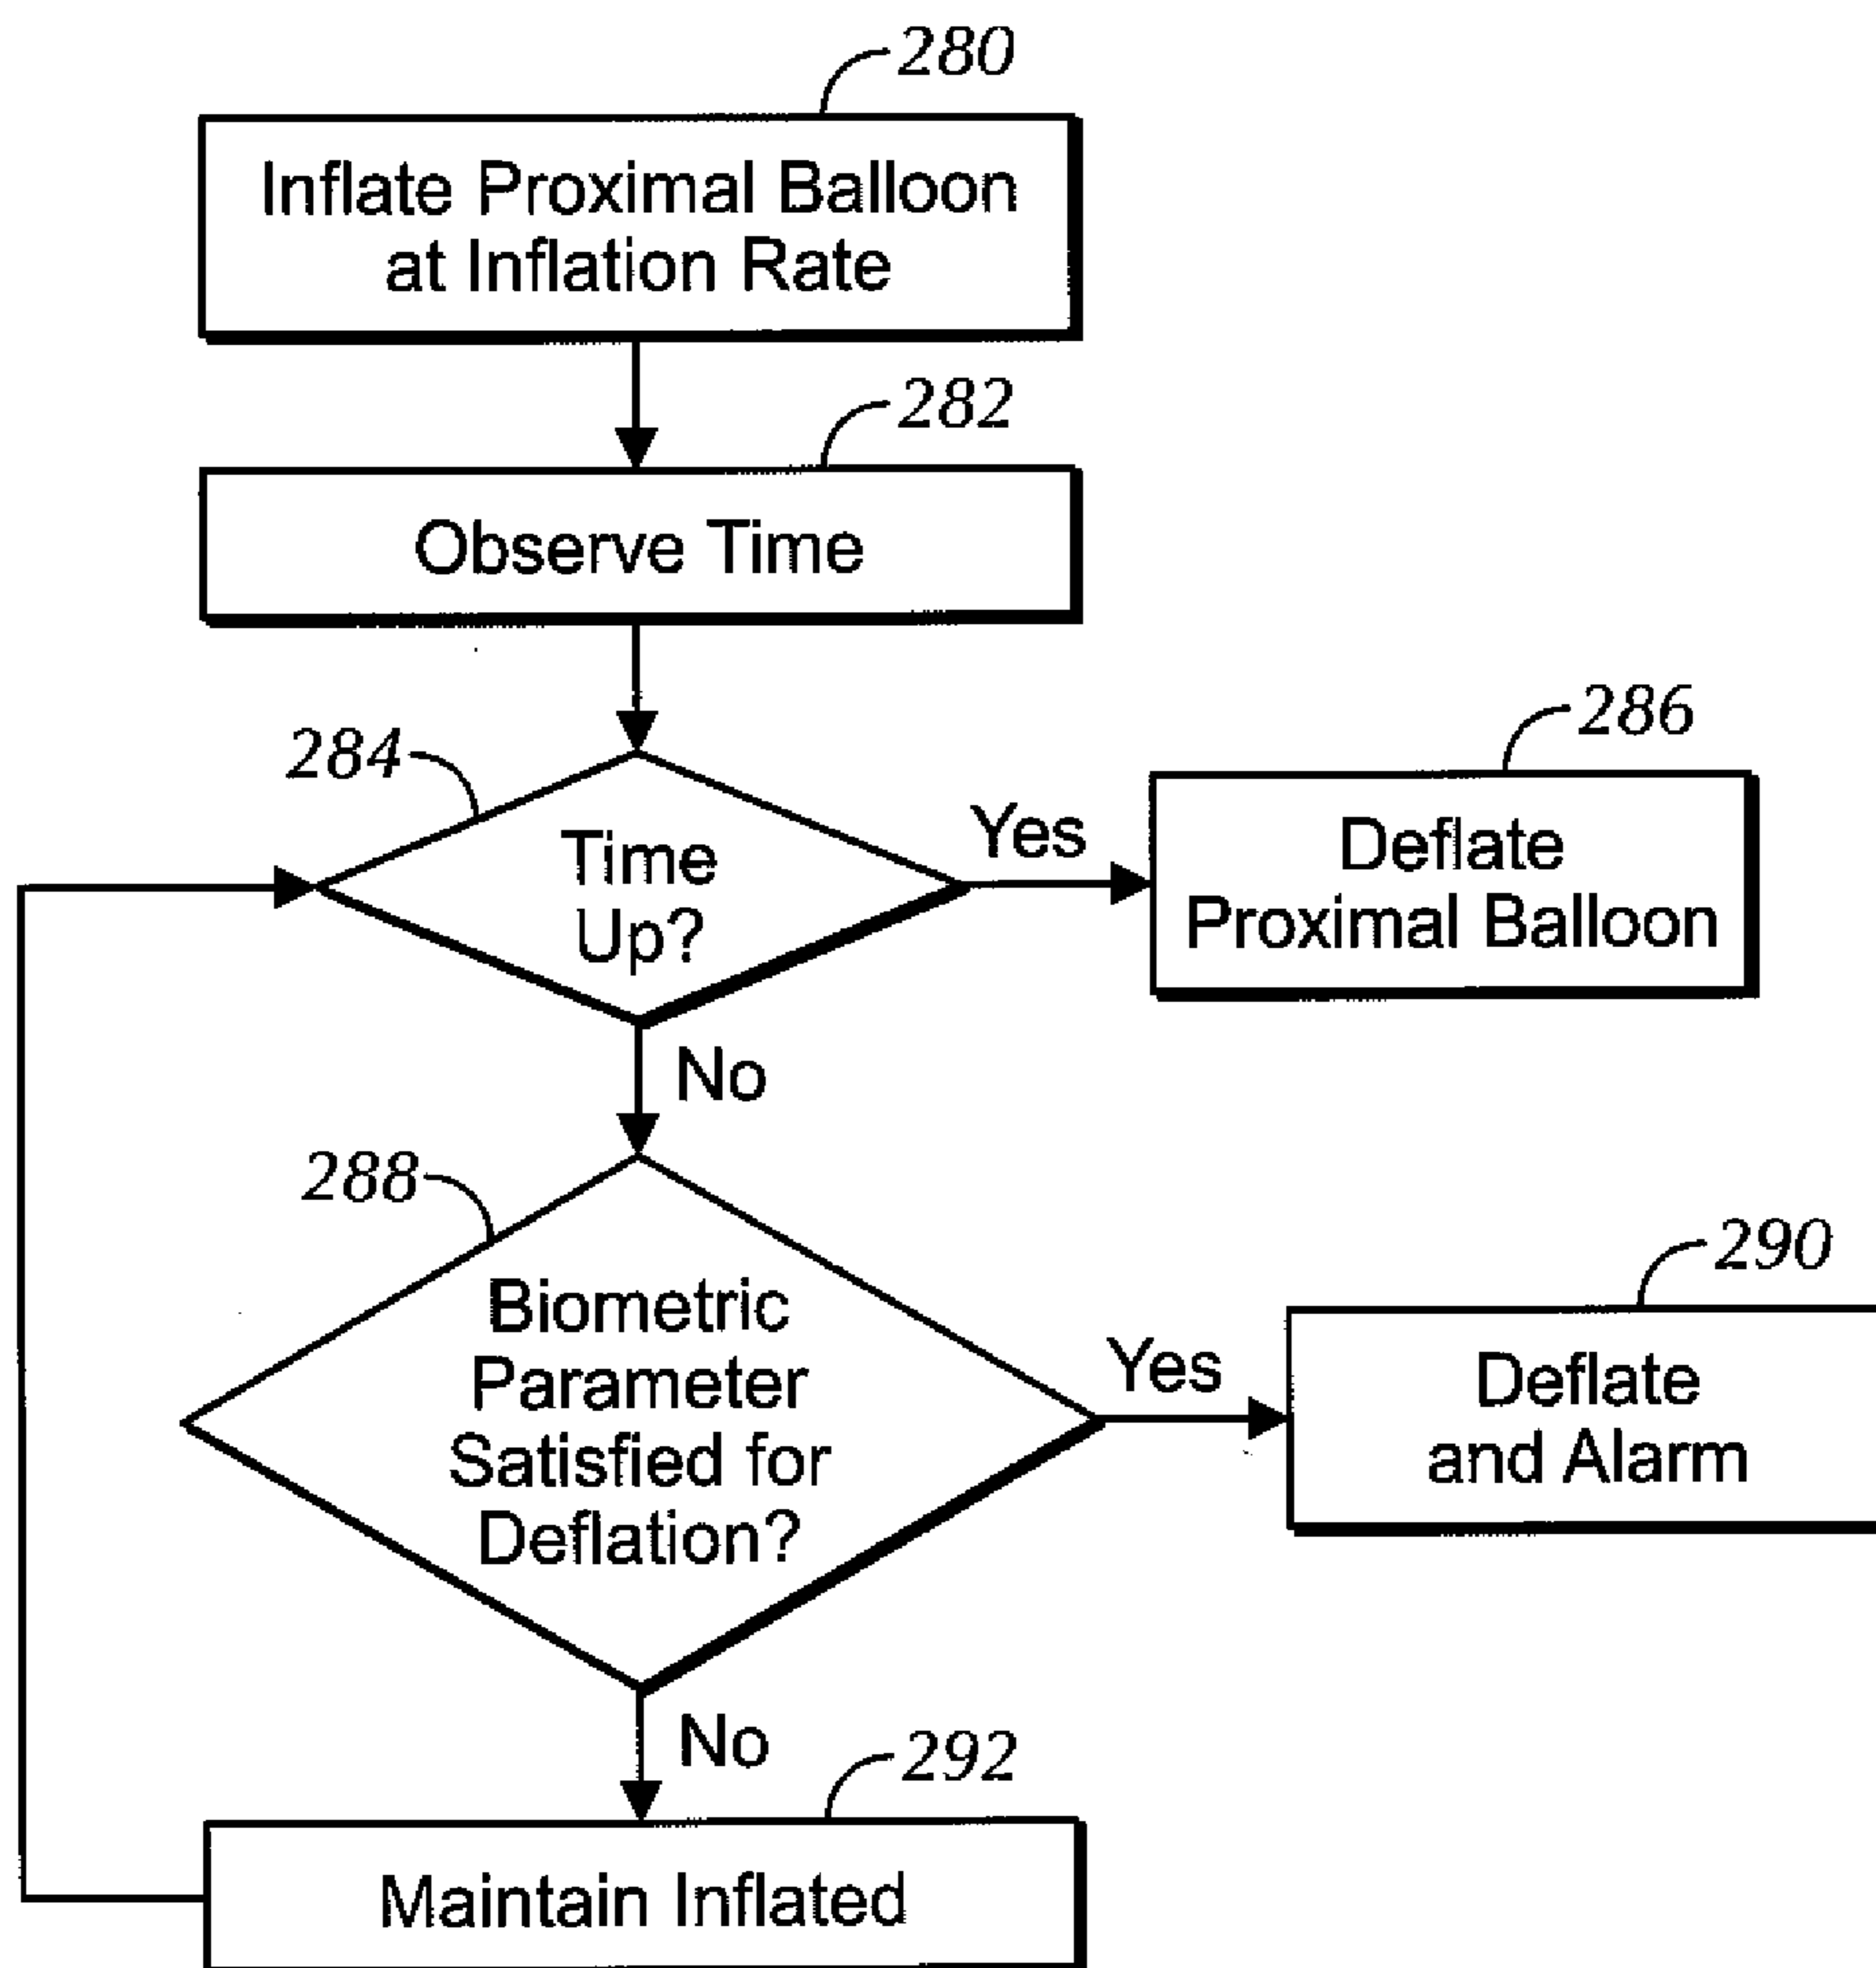 280
Inflate Proximal Balloon
at Inflation Rate
282
Observe Time
284
Time
Up?
Yes
286
Deflate
Proximal Balloon
No
288
Biometric
Parameter
Satisfied for
Deflation?
Yes
290
Deflate
and Alarm
No
292
Maintain Inflated